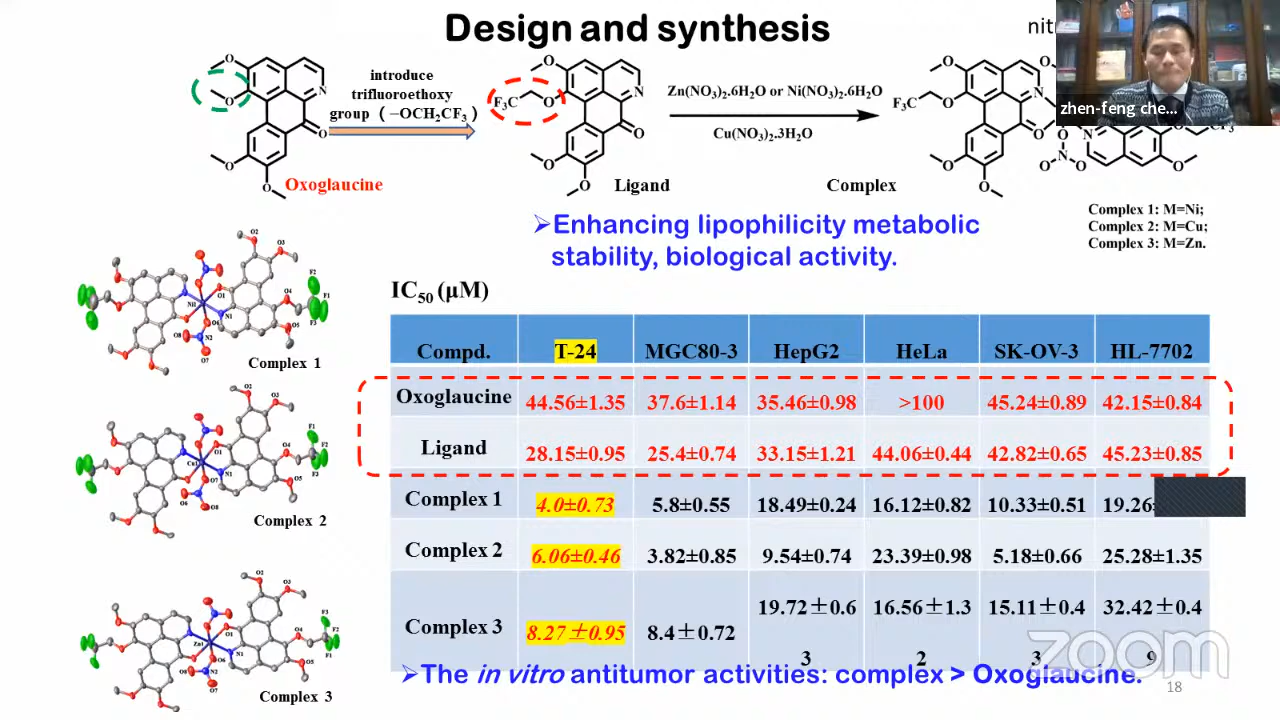 Design and synthesis
nit
introduce
trifluoroethoxy
group（−OCH₂CF₃）
Oxoglaucine
Ligand
Zn(NO₃)₂.6H₂O or Ni(NO₃)₂.6H₂O
Cu(NO₃)₂.3H₂O
Complex
zhen-feng che...
Complex 1: M=Ni;
Complex 2: M=Cu;
Complex 3: M=Zn.
➢Enhancing lipophilicity metabolic
stability, biological activity.
Complex 1
Complex 2
Complex 3
IC₅₀ (μM)
Compd. T-24 MGC80-3 HepG2 HeLa SK-OV-3 HL-7702
Oxoglaucine 44.56±1.35 37.6±1.14 35.46±0.98 >100 45.24±0.89 42.15±0.84
Ligand 28.15±0.95 25.4±0.74 33.15±1.21 44.06±0.44 42.82±0.65 45.23±0.85
Complex 1 4.0±0.73 5.8±0.55 18.49±0.24 16.12±0.82 10.33±0.51 19.26
Complex 2 6.06±0.46 3.82±0.85 9.54±0.74 23.39±0.98 5.18±0.66 25.28±1.35
Complex 3 8.27±0.95 8.4±0.72 19.72±0.63 16.56±1.32 15.11±0.43 32.42±0.49
➢The in vitro antitumor activities: complex > Oxoglaucine.
zoom
18